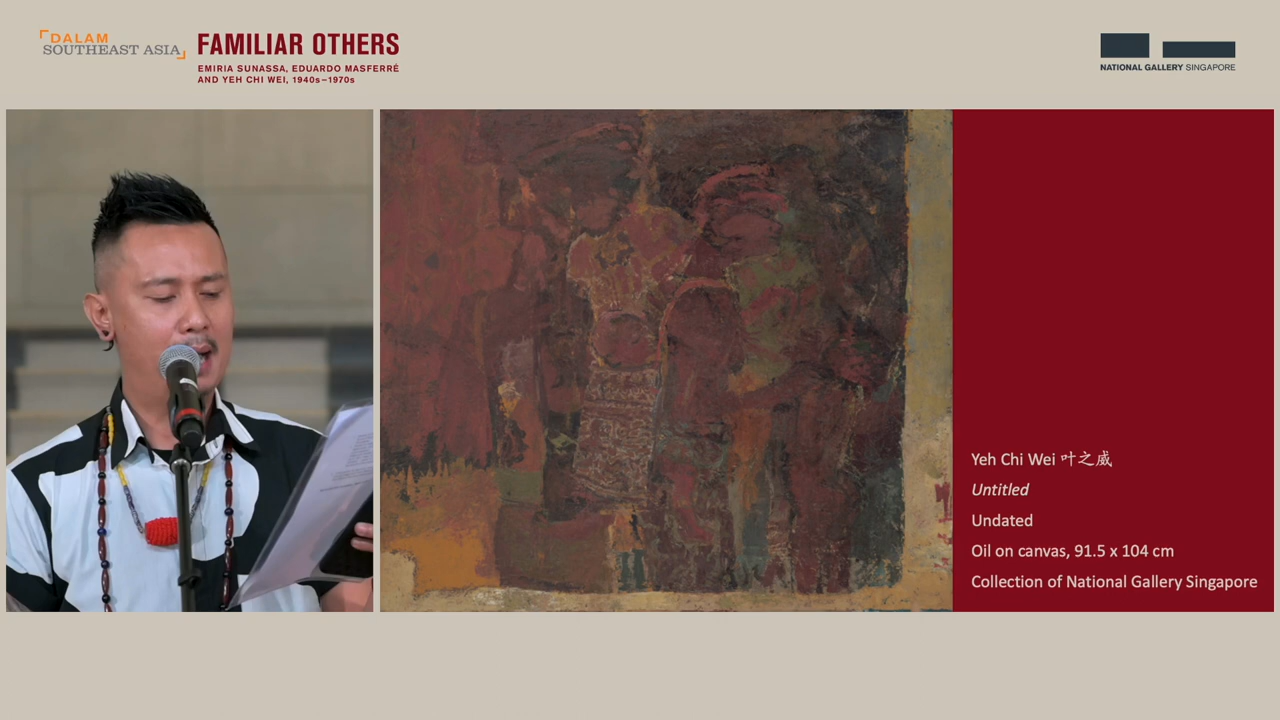 DALAM
SOUTHEAST ASIA
FAMILIAR OTHERS
EMIRIA SUNASSA, EDUARDO MASFERRÉ
AND YEH CHI WEI, 1940s–1970s
NATIONAL GALLERY SINGAPORE
Yeh Chi Wei 叶之威
Untitled
Undated
Oil on canvas, 91.5 x 104 cm
Collection of National Gallery Singapore